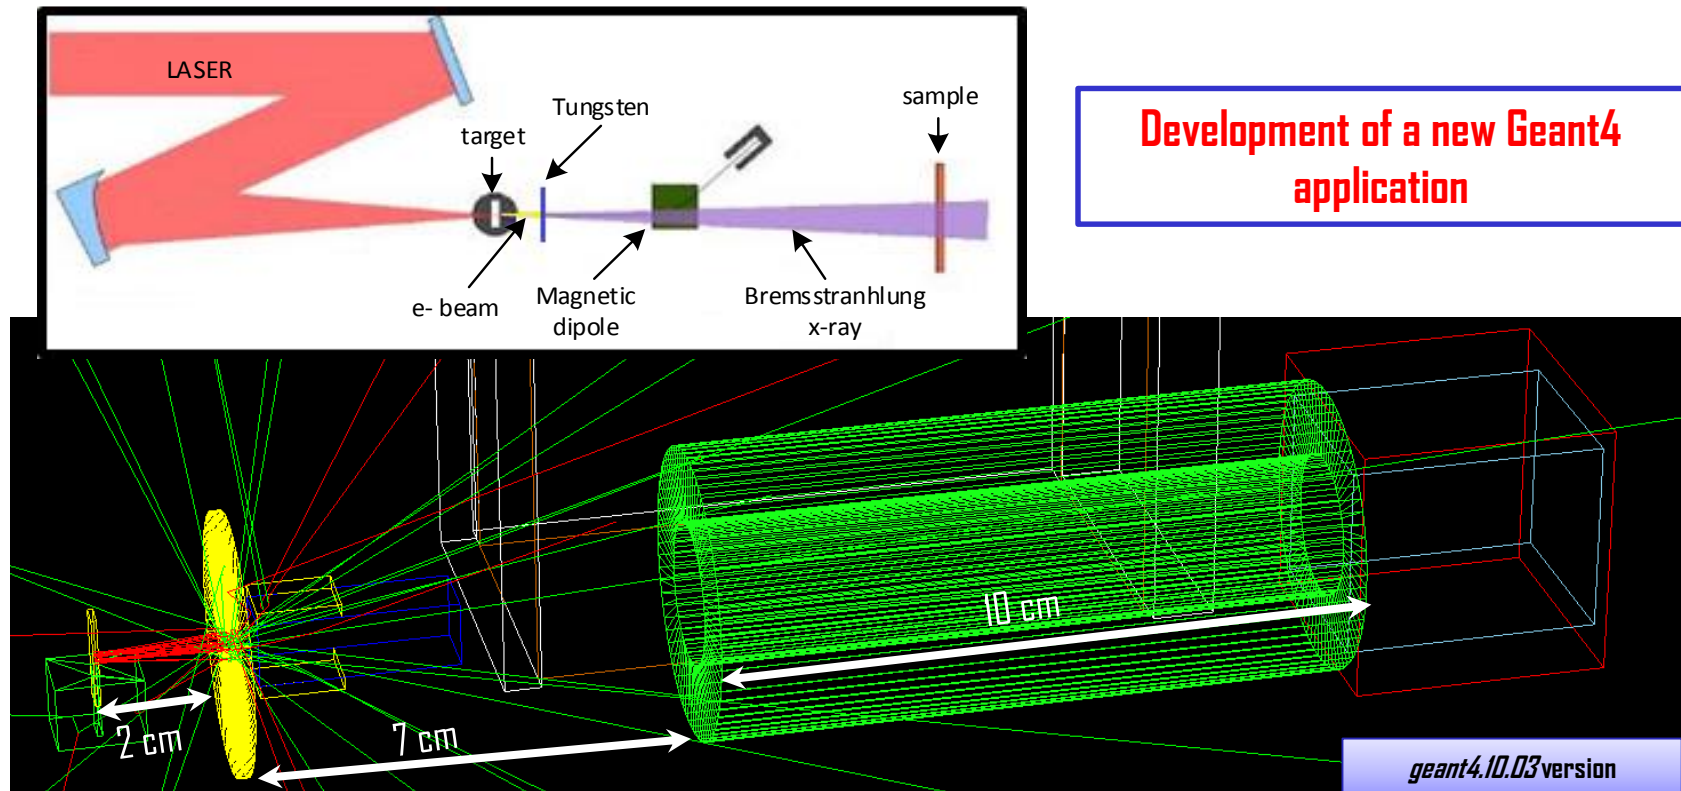 LASER
Tungsten
target
sample
e- beam
Magnetic
dipole
Bremsstranhlung
x-ray
Development of a new Geant4
application
2 cm
7 cm
10 cm
geant4.10.03 version